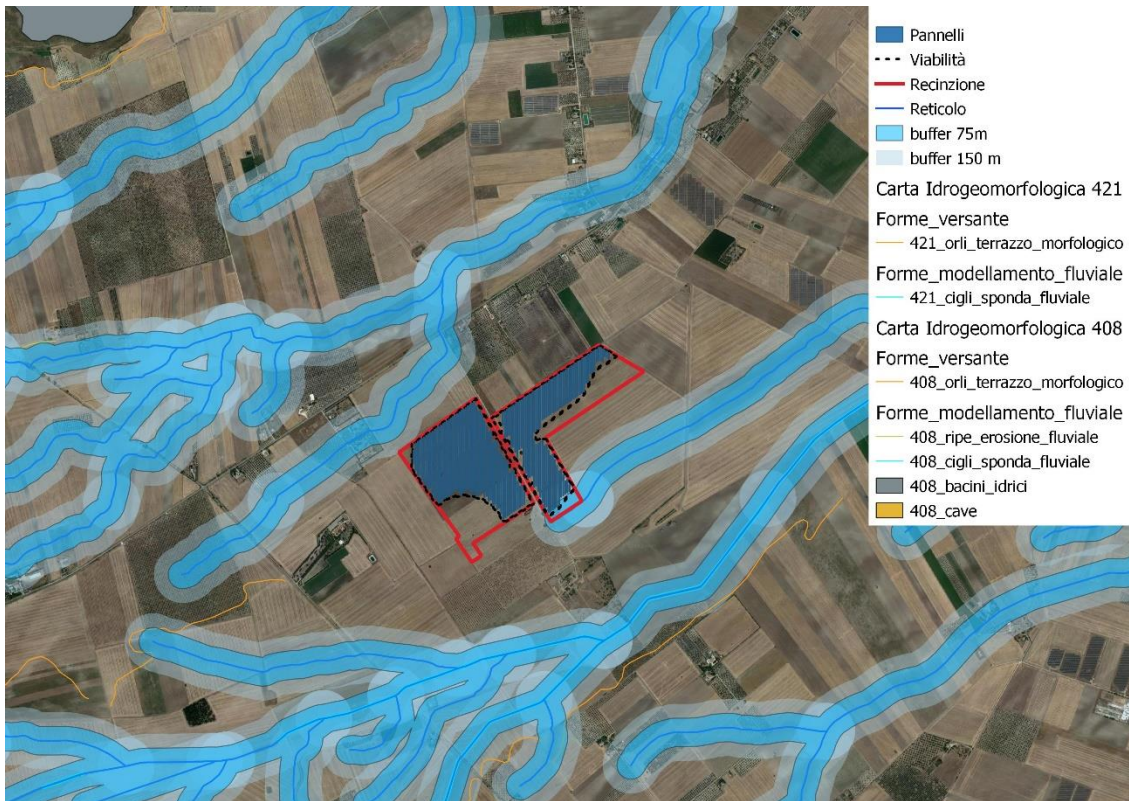 Pannelli
Viabilità
Recinzione
Reticolo
buffer 75m
buffer 150 m
Carta Idrogeomorfologica 421
Forme_versante
421_orli_terrazzo_morfologico
Forme_modellamento_fluviale
421_cigli_sponda_fluviale
Carta Idrogeomorfologica 408
Forme_versante
408_orli_terrazzo_morfologico
Forme_modellamento_fluviale
408_ripe_erosione_fluviale
408_cigli_sponda_fluviale
408_bacini_idrici
408_cave